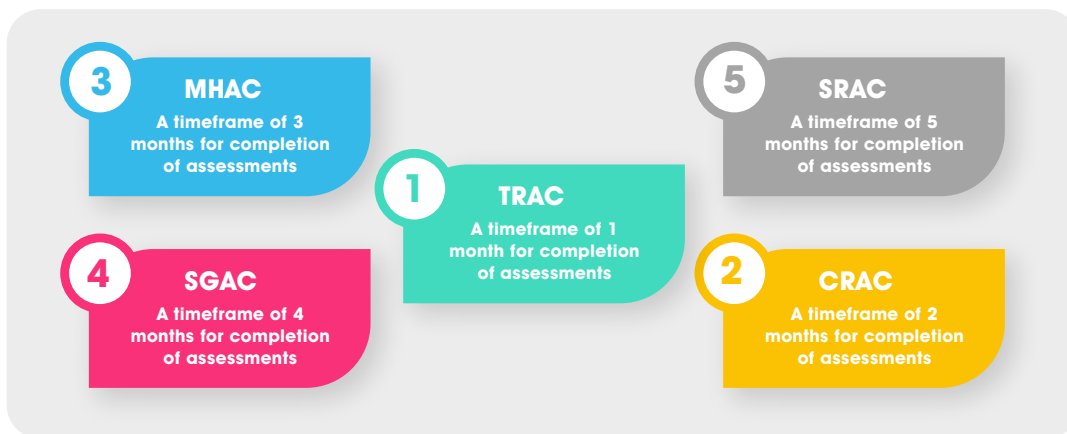 3
MHAC
A timeframe of 3
months for completion
of assessments
4
SGAC
A timeframe of 4
months for completion
of assessments
1
TRAC
A timeframe of 1
month for completion
of assessments
5
SRAC
A timeframe of 5
months for completion
of assessments
2
CRAC
A timeframe of 2
months for completion
of assessments